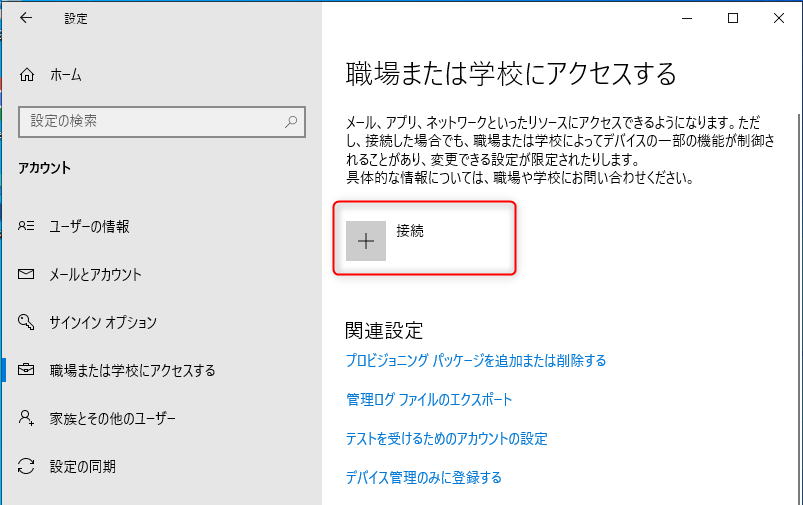 設定
ホーム
設定の検索
アカウント
ユーザーの情報
メールとアカウント
サインイン オプション
職場または学校にアクセスする
家族とその他のユーザー
設定の同期
職場または学校にアクセスする
メール、アプリ、ネットワークといったリソースにアクセスできるようになります。ただ
し、接続した場合でも、職場または学校によってデバイスの一部の機能が制御さ
れることがあり、変更できる設定が限定されたりします。
具体的な情報については、職場や学校にお問い合わせください。
接続
関連設定
プロビジョニング パッケージを追加または削除する
管理ログ ファイルのエクスポート
テストを受けるためのアカウントの設定
デバイス管理のみに登録する